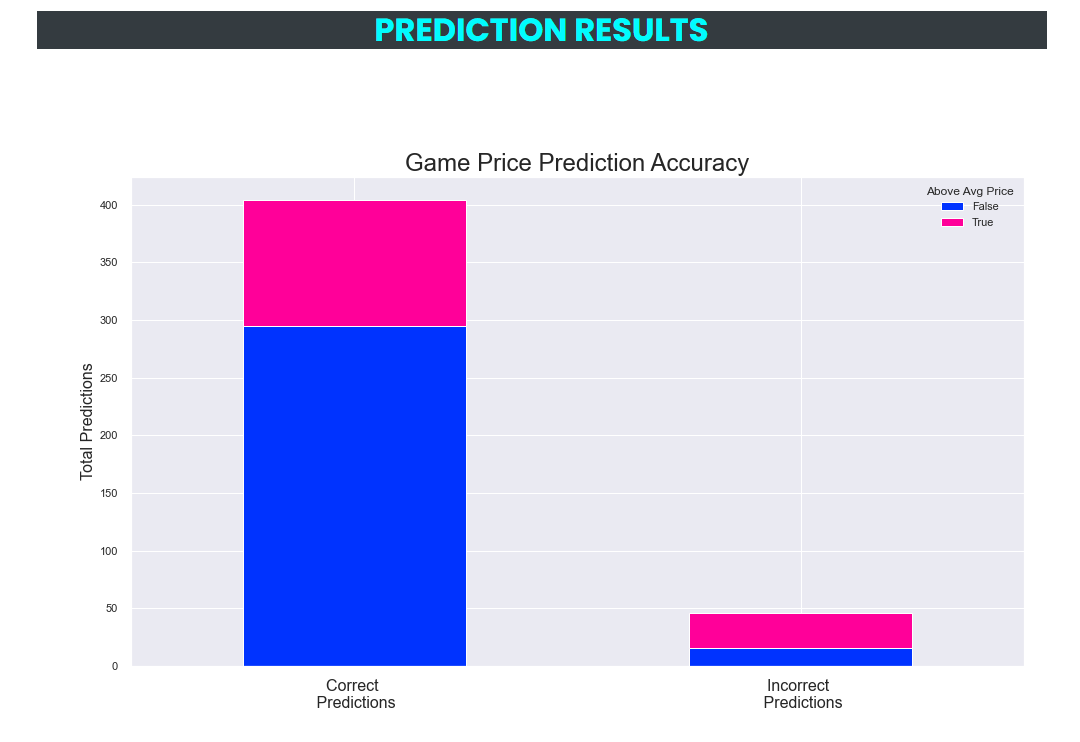 PREDICTION RESULTS
Game Price Prediction Accuracy
Above Avg Price
False
True
400
350
300
250
200
150
100
50
0
Total Predictions
Correct
Predictions
Incorrect
Predictions